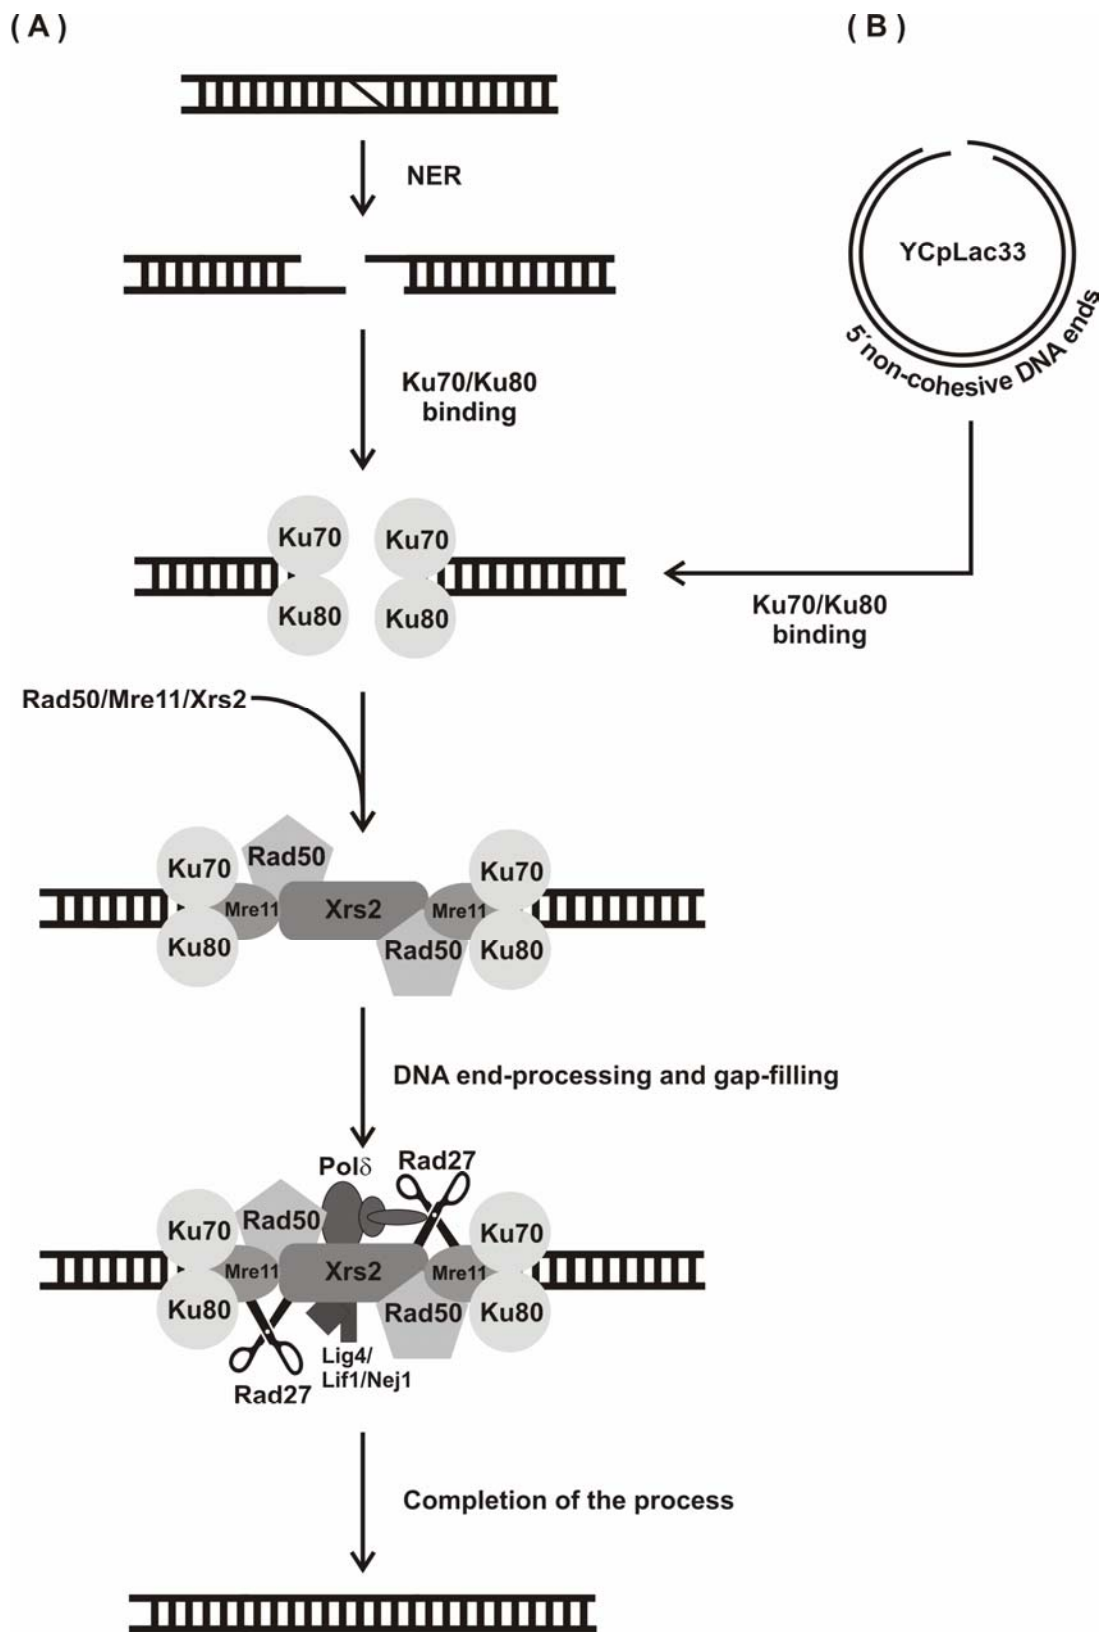 ( A )
( B )
NER
YCpLac33
5´non-cohesive DNA ends
Ku70/Ku80
binding
Ku70
Ku70
Ku80
Ku80
Ku70/Ku80
binding
Rad50/Mre11/Xrs2
Ku70
Rad50
Ku70
Mre11
Xrs2
Mre11
Ku80
Rad50
Ku80
DNA end-processing and gap-filling
Polδ
Rad27
Ku70
Rad50
Ku70
Mre11
Xrs2
Mre11
Ku80
Rad50
Ku80
Lig4/
Lif1/Nej1
Rad27
Completion of the process